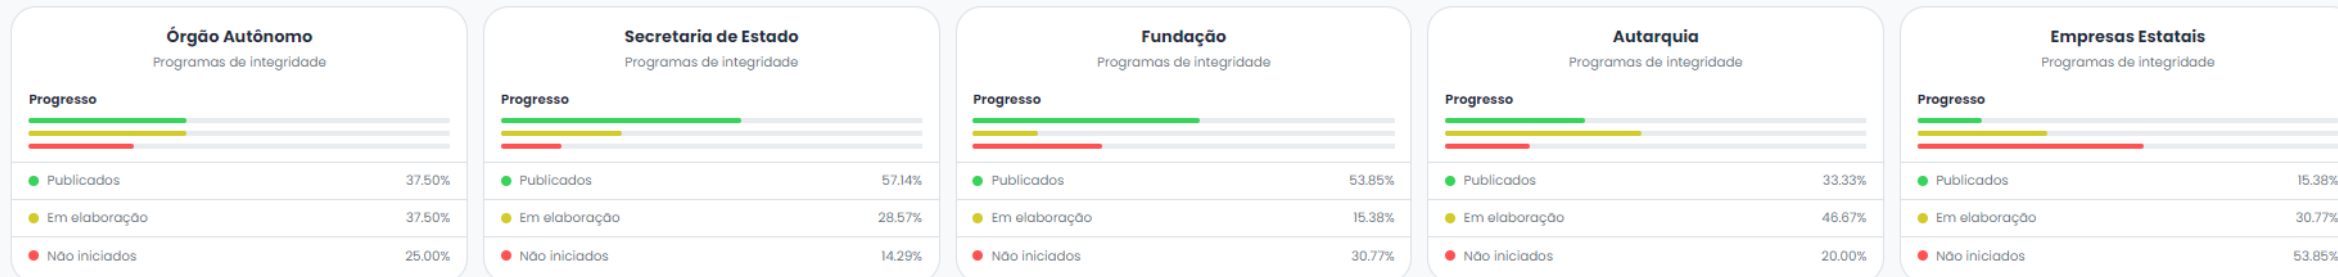 Órgão Autônomo
Programas de integridade
Progresso
Publicados 37.50%
Em elaboração 37.50%
Não iniciados 25.00%
Secretaria de Estado
Programas de integridade
Progresso
Publicados 57.14%
Em elaboração 28.57%
Não iniciados 14.29%
Fundação
Programas de integridade
Progresso
Publicados 53.85%
Em elaboração 15.38%
Não iniciados 30.77%
Autarquia
Programas de integridade
Progresso
Publicados 33.33%
Em elaboração 46.67%
Não iniciados 20.00%
Empresas Estatais
Programas de integridade
Progresso
Publicados 15.38%
Em elaboração 30.77%
Não iniciados 53.85%